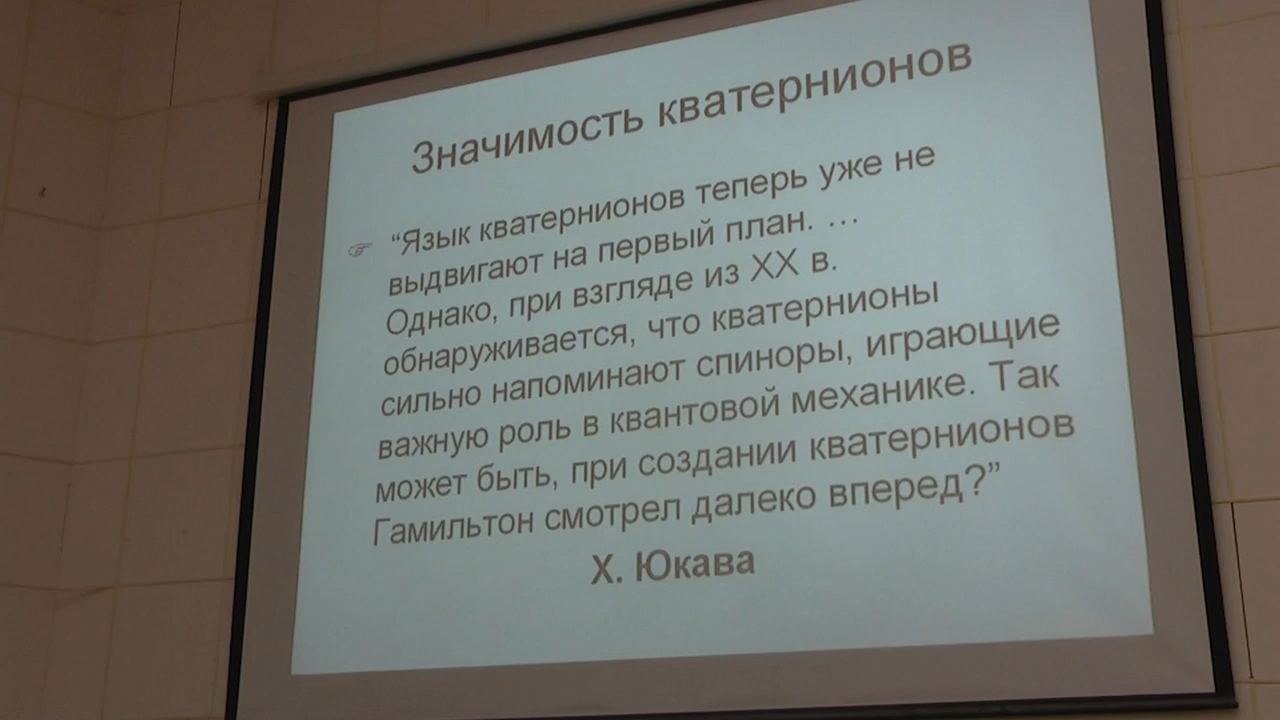 Значимость кватернионов
“Язык кватернионов теперь уже не
выдвигают на первый план. ...
Однако, при взгляде из XX в.
обнаруживается, что кватернионы
сильно напоминают спиноры, играющие
важную роль в квантовой механике. Так
может быть, при создании кватернионов
Гамильтон смотрел далеко вперед?”
Х. Юкава